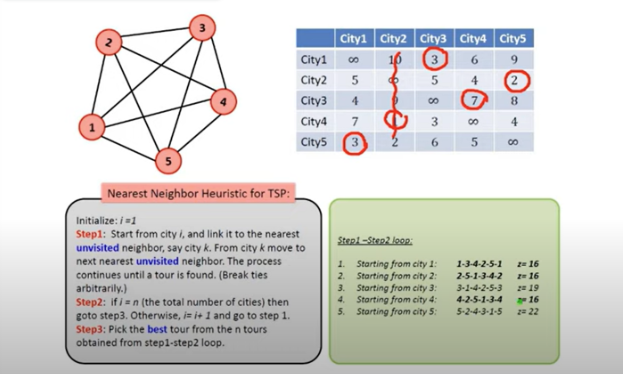 2
3
4
1
5
City1 City2 City3 City4 City5
City1 ∞ 10 3 6 9
City2 5 ∞ 5 4 2
City3 4 9 ∞ 7 8
City4 7 3 ∞ 4
City5 3 2 6 5 ∞
Nearest Neighbor Heuristic for TSP:
Initialize: i =1
Step1: Start from city i, and link it to the nearest
unvisited neighbor, say city k. From city k move to
next nearest unvisited neighbor. The process
continues until a tour is found. (Break ties
arbitrarily.)
Step2: if i = n (the total number of cities) then
goto step3. Otherwise, i= i+ 1 and go to step 1.
Step3: Pick the best tour from the n tours
obtained from step1-step2 loop.
Step1 –Step2 loop:
1. Starting from city 1: 1-3-4-2-5-1 z= 16
2. Starting from city 2: 2-5-1-3-4-2 z= 16
3. Starting from city 3: 3-1-4-2-5-3 z= 19
4. Starting from city 4: 4-2-5-1-3-4 z= 16
5. Starting from city 5: 5-2-4-3-1-5 z= 22